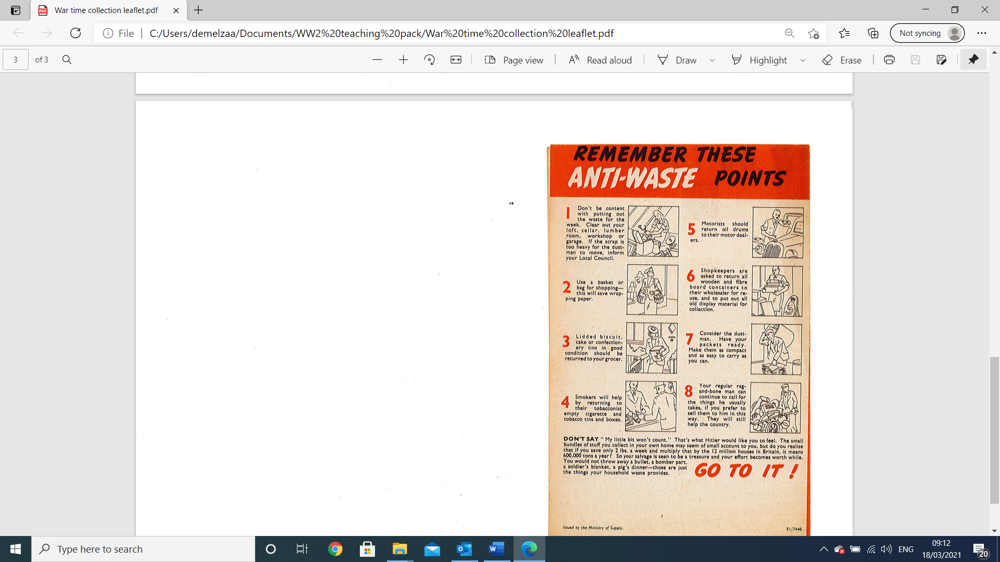 War time collection leaflet.pdf
File
C:/Users/demelzaa/Documents/WW2%20teaching%20pack/War%20time%20collection%20leaflet.pdf
Not syncing
3 of 3
Page view
Read aloud
Draw
Highlight
Erase
REMEMBER THESE
ANTI-WASTE POINTS
1 Don't be content
with putting out
the waste for the
week. Clear out your
loft, cellar, lumber
room, workshop or
garage. If the scrap is
too heavy for the dust-
man to move, inform
your Local Council.
2 Use a basket or
bag for shopping—
this will save wrap-
ping paper.
3 Lidded biscuit,
cake or confection-
ery tins in good
condition should be
returned to your grocer.
4 Smokers will help
by returning to
their tobacconist
empty cigarette and
tobacco tins and boxes.
5 Motorists should
return oil drums
to their motor deal-
ers.
6 Shopkeepers are
asked to return all
wooden and fibre
board containers to
their wholesaler for re-
use, and to put out all
old display material for
collection.
7 Consider the dust-
man. Have your
packets ready.
Make them as compact
and as easy to carry as
you can.
8 Your regular rag-
and-bone man can
continue to call for
the things he usually
takes, if you prefer to
sell them to him in this
way. They will still
help the country.
DON'T SAY "My little bit won't count." That's what Hitler would like you to feel. The small
bundles of stuff you collect in your own home may seem of small account to you, but do you realise
that if you save only 2 lbs. a week and multiply that by the 12 million houses in Britain, it means
600,000 tons a year? So your salvage is seen to be a treasure and your effort becomes worth while.
You would not throw away a bullet, a bomber part,
a soldier's blanket, a pig's dinner—those are just
the things your household waste provides.
GO TO IT!
Issued by the Ministry of Supply.
51/7448.
Type here to search
ENG
09:12
18/03/2021
20